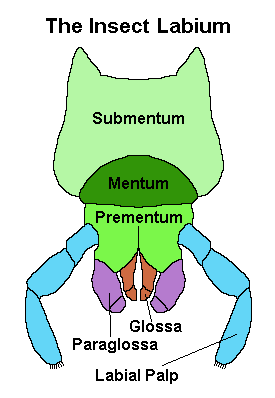 The Insect Labium
Submentum
Mentum
Prementum
Glossa
Paraglossa
Labial Palp